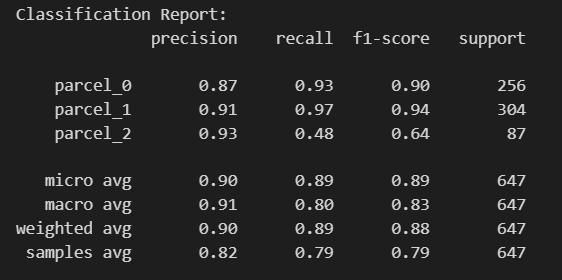 Classification Report:
precision recall f1-score support
parcel_0 0.87 0.93 0.90 256
parcel_1 0.91 0.97 0.94 304
parcel_2 0.93 0.48 0.64 87
micro avg 0.90 0.89 0.89 647
macro avg 0.91 0.80 0.83 647
weighted avg 0.90 0.89 0.88 647
samples avg 0.82 0.79 0.79 647